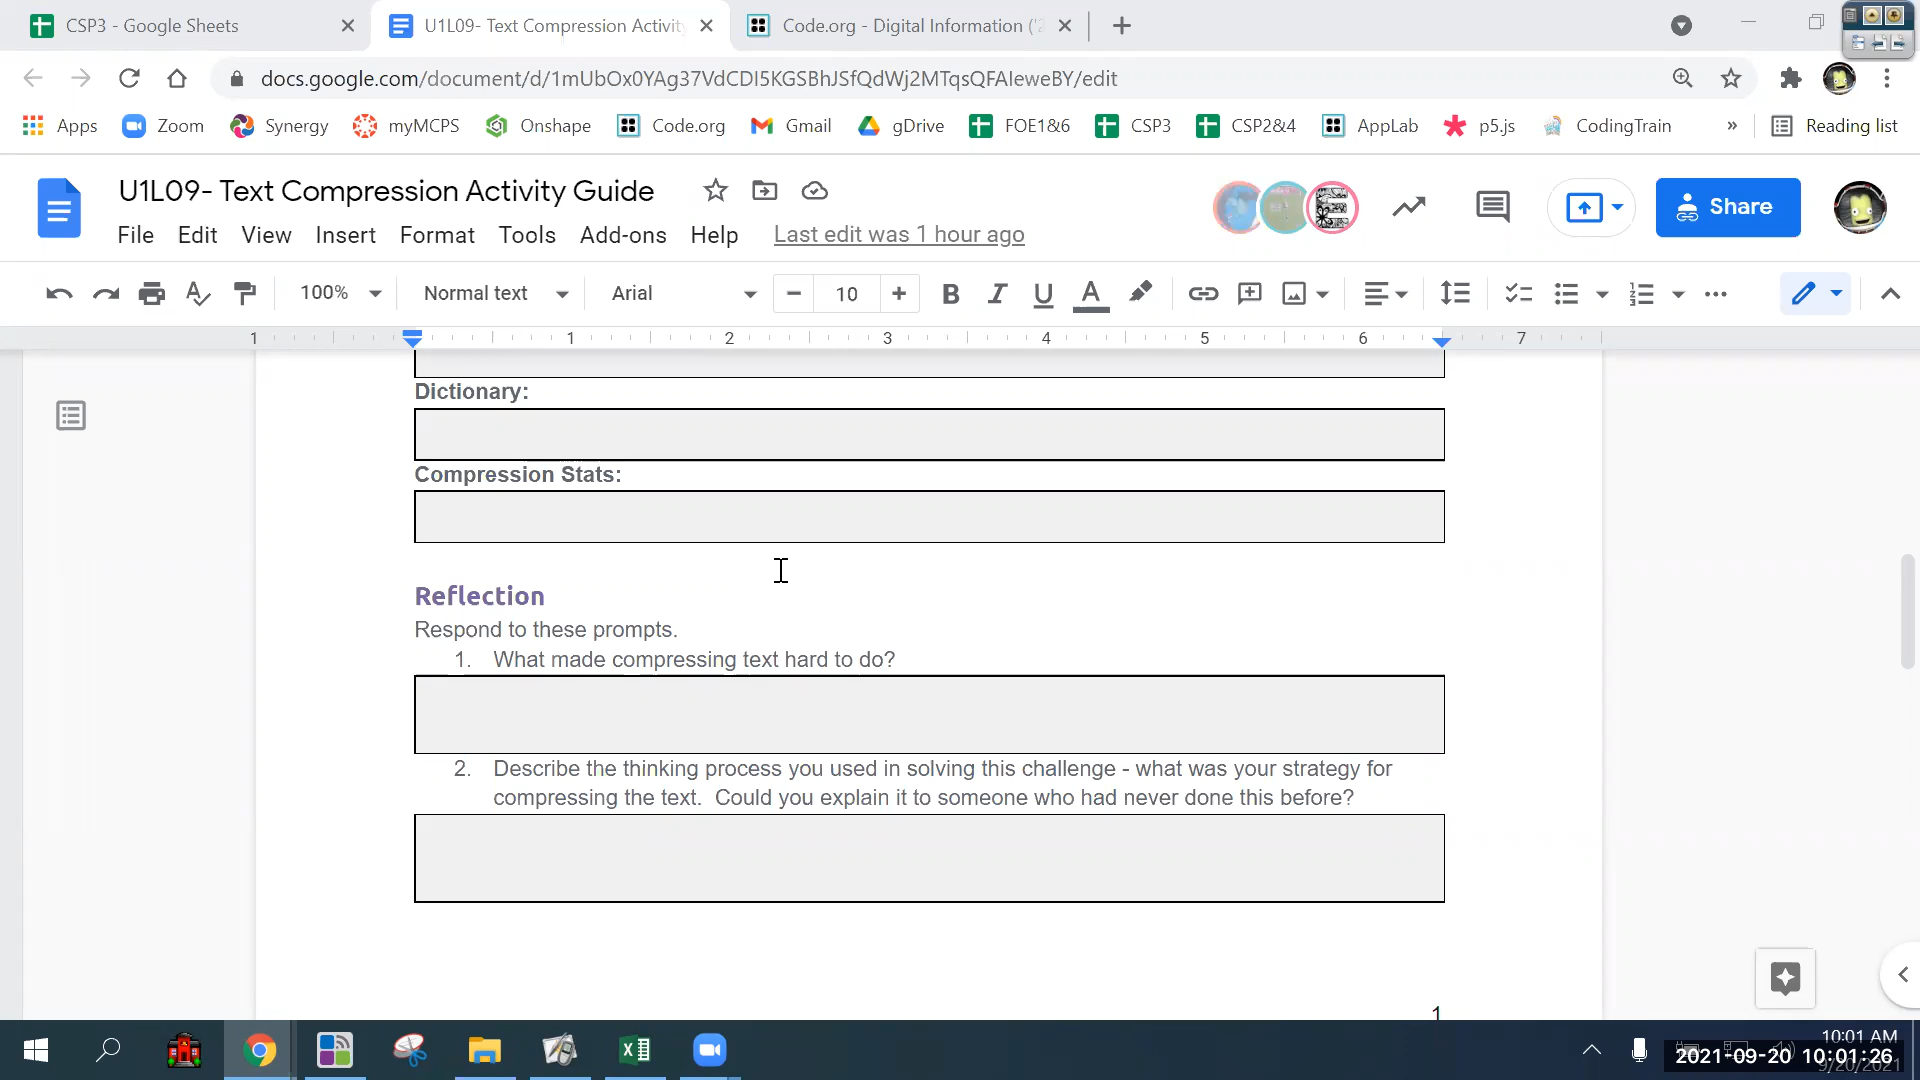 CSP3 - Google Sheets
U1L09- Text Compression Activity
Code.org - Digital Information ('2
docs.google.com/document/d/1mUbOx0YAg37VdCDI5KGSBhJSfQdWj2MTqsQFAIeweBY/edit
Apps Zoom Synergy myMCPS Onshape Code.org Gmail gDrive FOE1&6 CSP3 CSP2&4 AppLab p5.js CodingTrain » Reading list
U1L09- Text Compression Activity Guide
Share
File Edit View Insert Format Tools Add-ons Help Last edit was 1 hour ago
100% Normal text Arial 10 B I U A
1 1 2 3 4 5 6 7
Dictionary:
Compression Stats:
Reflection
Respond to these prompts.
1. What made compressing text hard to do?
2. Describe the thinking process you used in solving this challenge - what was your strategy for
compressing the text. Could you explain it to someone who had never done this before?
1
10:01 AM
2021-09-20 10:01:26
9/20/2021